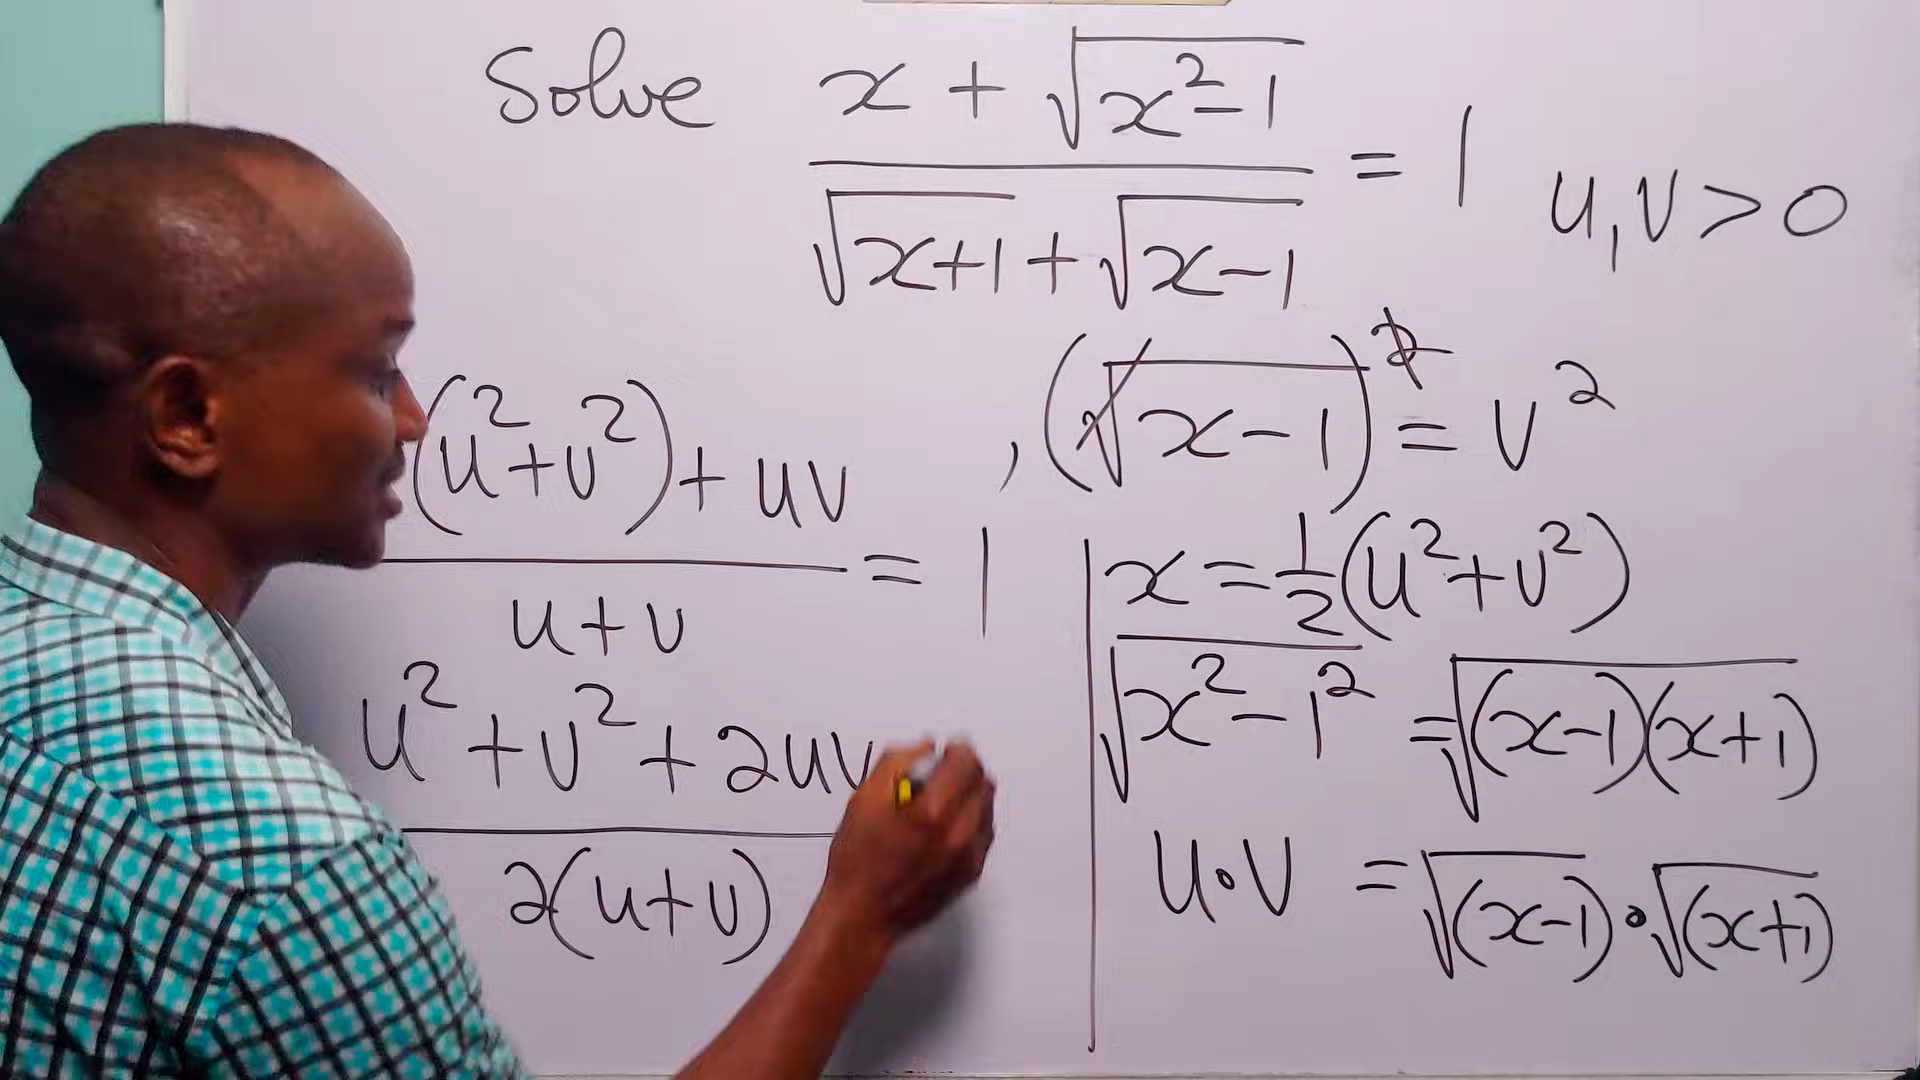 Solve x + √(x² - 1)
= 1
√(x+1) + √(x-1)
u, v > 0
, (√(x-1))² = v²
(u² + v²) + uv
= 1
u + v
x = 1/2 (u² + v²)
√(x² - 1²) = √((x-1)(x+1))
u² + v² + 2uv
2(u+v)
u • v = √(x-1) • √(x+1)